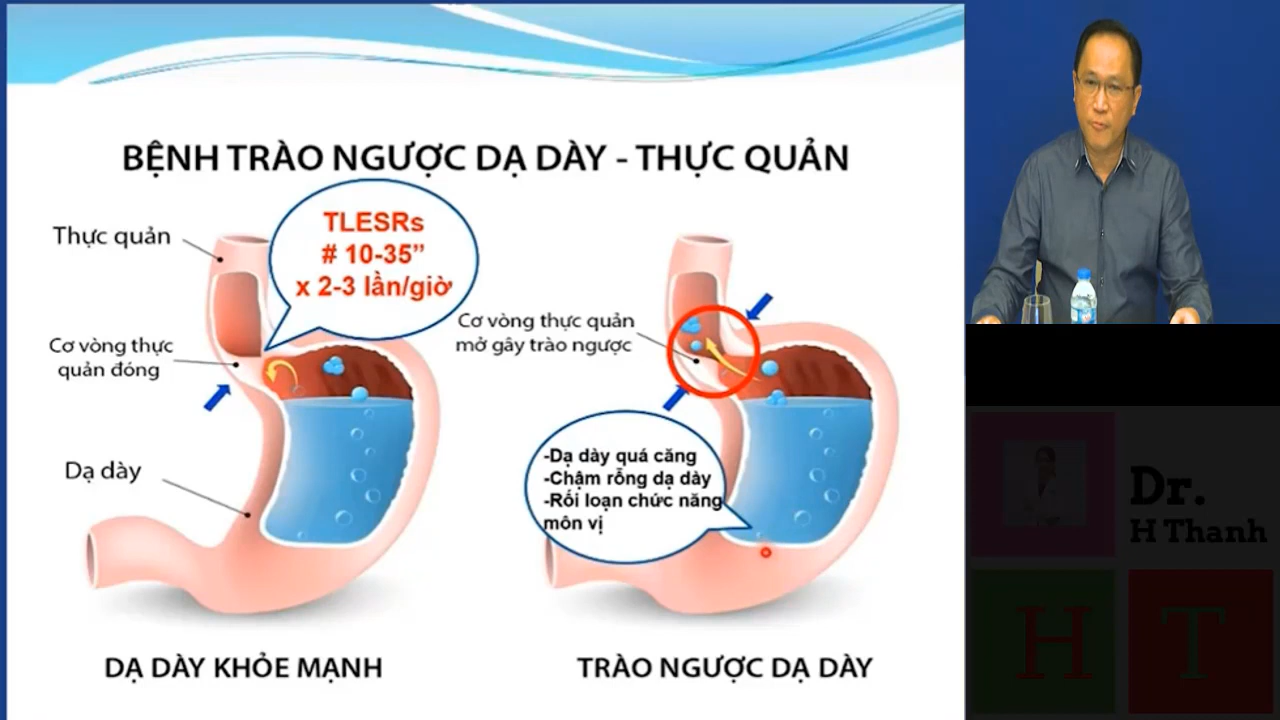 BỆNH TRÀO NGƯỢC DẠ DÀY - THỰC QUẢN
Thực quản
TLESRs
# 10-35”
x 2-3 lần/giờ
Cơ vòng thực
quản đóng
Dạ dày
DẠ DÀY KHỎE MẠNH
Cơ vòng thực quản
mở gây trào ngược
-Dạ dày quá căng
-Chậm rỗng dạ dày
-Rối loạn chức năng
môn vị
TRÀO NGƯỢC DẠ DÀY
Dr.
H Thanh
H
T